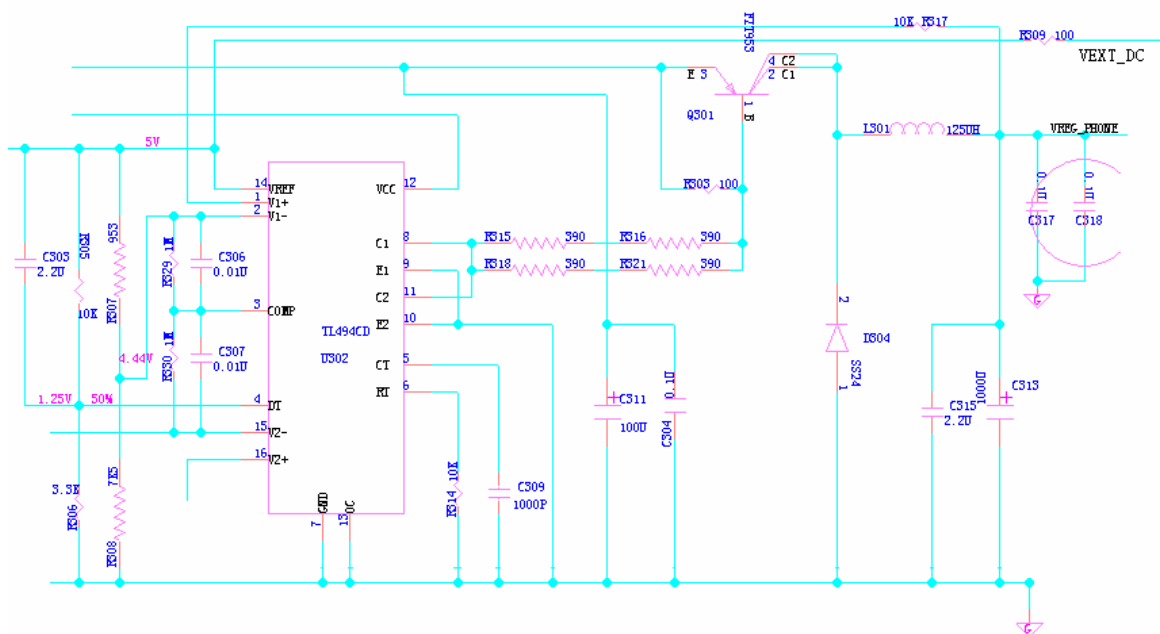 10K R317
R309 100
VEXT_DC
FZT953
E 3
4 C2
2 C1
Q301
1
B
L301 125UH
VREG_PHONE
5V
R303 100
0.1U
C317
0.1U
C318
14 VREF
1 V1+
2 V1-
VCC 12
953
R307
R305
10K
C303
2.2U
R329 1M
C306
0.01U
C1 8
E1 9
C2 11
E2 10
R315 390 R316 390
R318 390 R321 390
3 COMP
TL494CD
U302
R330 1M
C307
0.01U
4.44V
CT 5
RT 6
2
D304
SS24
1
1.25V 50%
4 DT
15 V2-
16 V2+
C311
100U
0.1U
C304
C315
2.2U
1000U
C313
3.3K
R306
7K5
R308
R314 10K
C309
1000P
GND
7
OC
13
G
G